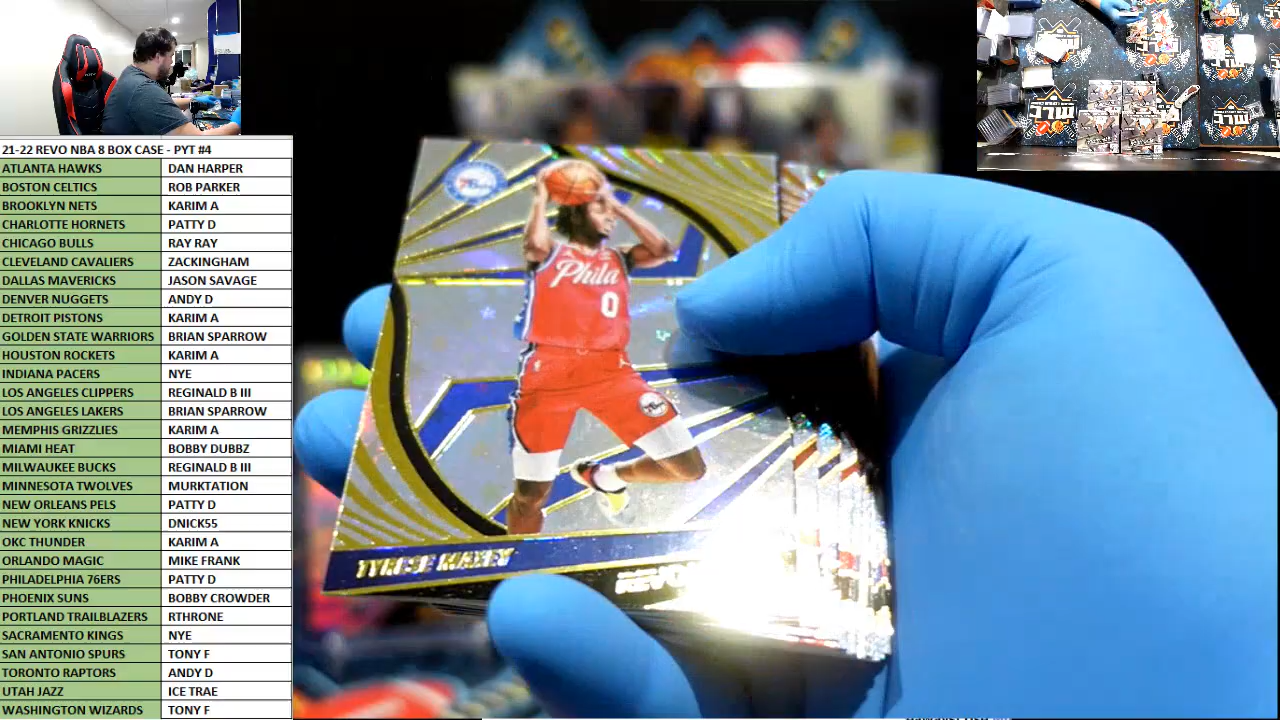 21-22 REVO NBA 8 BOX CASE - PYT #4
ATLANTA HAWKS DAN HARPER
BOSTON CELTICS ROB PARKER
BROOKLYN NETS KARIM A
CHARLOTTE HORNETS PATTY D
CHICAGO BULLS RAY RAY
CLEVELAND CAVALIERS ZACKINGHAM
DALLAS MAVERICKS JASON SAVAGE
DENVER NUGGETS ANDY D
DETROIT PISTONS KARIM A
GOLDEN STATE WARRIORS BRIAN SPARROW
HOUSTON ROCKETS KARIM A
INDIANA PACERS NYE
LOS ANGELES CLIPPERS REGINALD B III
LOS ANGELES LAKERS BRIAN SPARROW
MEMPHIS GRIZZLIES KARIM A
MIAMI HEAT BOBBY DUBBZ
MILWAUKEE BUCKS REGINALD B III
MINNESOTA TWOLVES MURKTATION
NEW ORLEANS PELS PATTY D
NEW YORK KNICKS DNICK55
OKC THUNDER KARIM A
ORLANDO MAGIC MIKE FRANK
PHILADELPHIA 76ERS PATTY D
PHOENIX SUNS BOBBY CROWDER
PORTLAND TRAILBLAZERS RTHRONE
SACRAMENTO KINGS NYE
SAN ANTONIO SPURS TONY F
TORONTO RAPTORS ANDY D
UTAH JAZZ ICE TRAE
WASHINGTON WIZARDS TONY F
Phila
0
TYRESE MAXEY
REVO
MLC
MLC